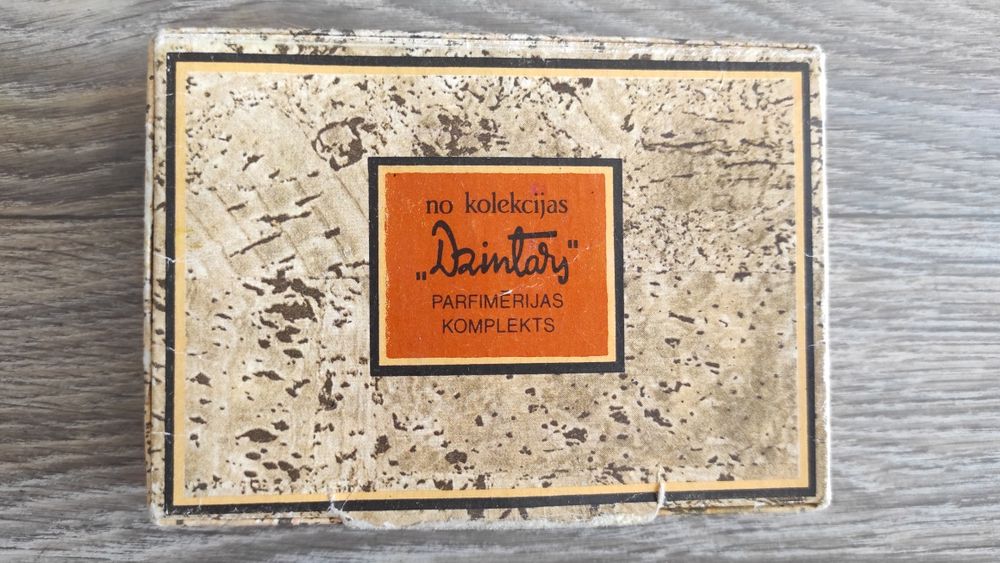 no kolekcijas
„Dzintars"
PARFIMĒRIJAS
KOMPLEKTS